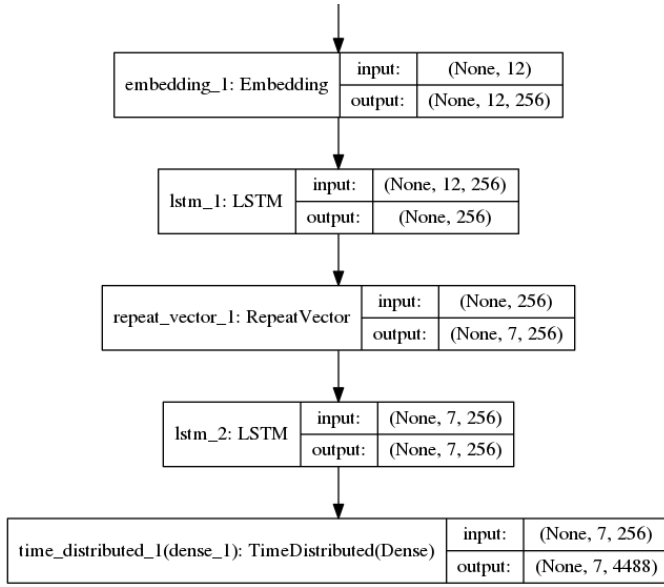 embedding_1: Embedding
input: (None, 12)
output: (None, 12, 256)
lstm_1: LSTM
input: (None, 12, 256)
output: (None, 256)
repeat_vector_1: RepeatVector
input: (None, 256)
output: (None, 7, 256)
lstm_2: LSTM
input: (None, 7, 256)
output: (None, 7, 256)
time_distributed_1(dense_1): TimeDistributed(Dense)
input: (None, 7, 256)
output: (None, 7, 4488)